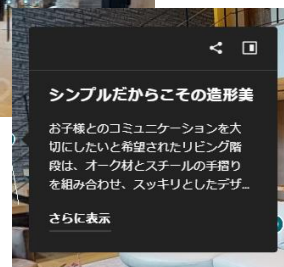 シンプルだからこその造形美
お子様とのコミュニケーションを大
切にしたいと希望されたリビング階
段は、オーク材とスチールの手摺り
を組み合わせ、スッキリとしたデザ...
さらに表示